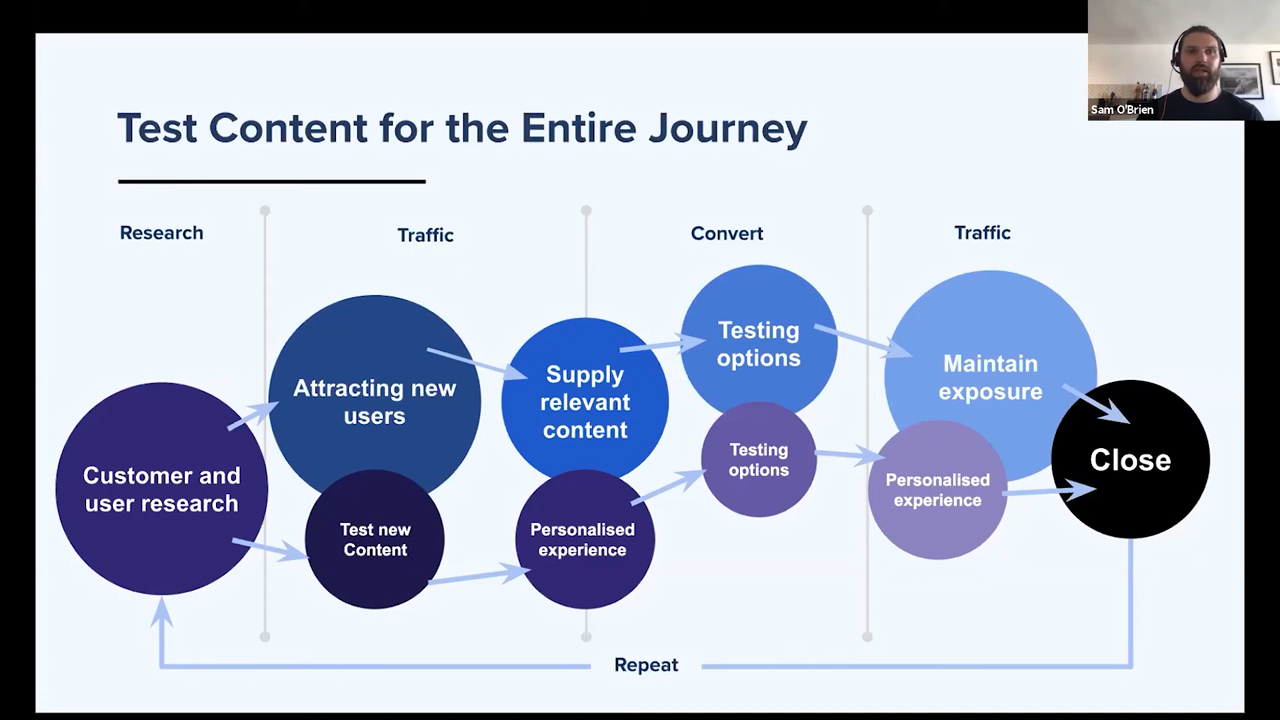 Sam O'Brien
Test Content for the Entire Journey
Research
Traffic
Convert
Traffic
Customer and
user research
Attracting new
users
Test new
Content
Supply
relevant
content
Personalised
experience
Testing
options
Testing
options
Maintain
exposure
Personalised
experience
Close
Repeat